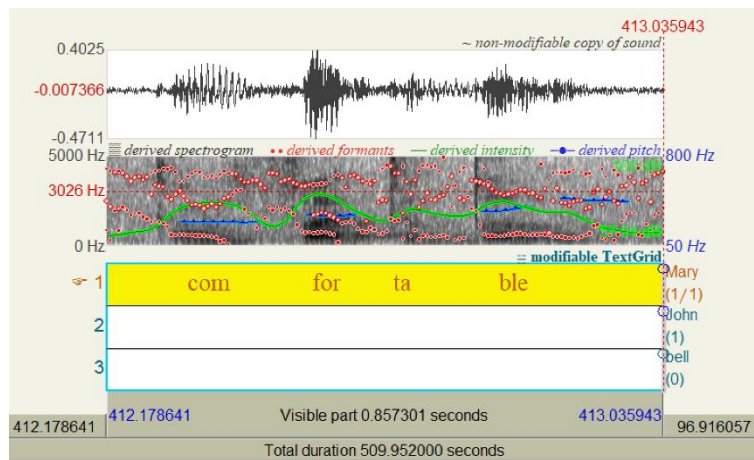 413.035943
0.4025
~ non-modifiable copy of sound
-0.007366
-0.4711
derived spectrogram derived formants derived intensity derived pitch
5000 Hz 800 Hz
3026 Hz
0 Hz 50 Hz
modifiable TextGrid
1 com for ta ble Mary
(1/1)
2 John
(1)
3 bell
(0)
412.178641 Visible part 0.857301 seconds 413.035943
412.178641 96.916057
Total duration 509.952000 seconds